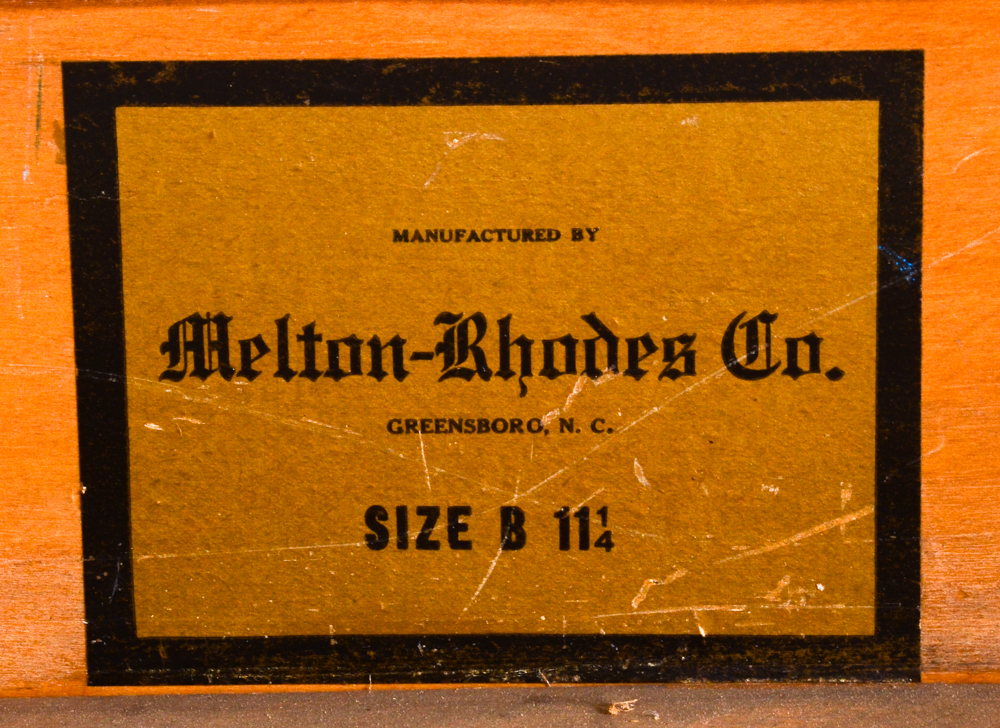 MANUFACTURED BY
Melton-Rhodes Co.
GREENSBORO, N. C.
SIZE B 11¼